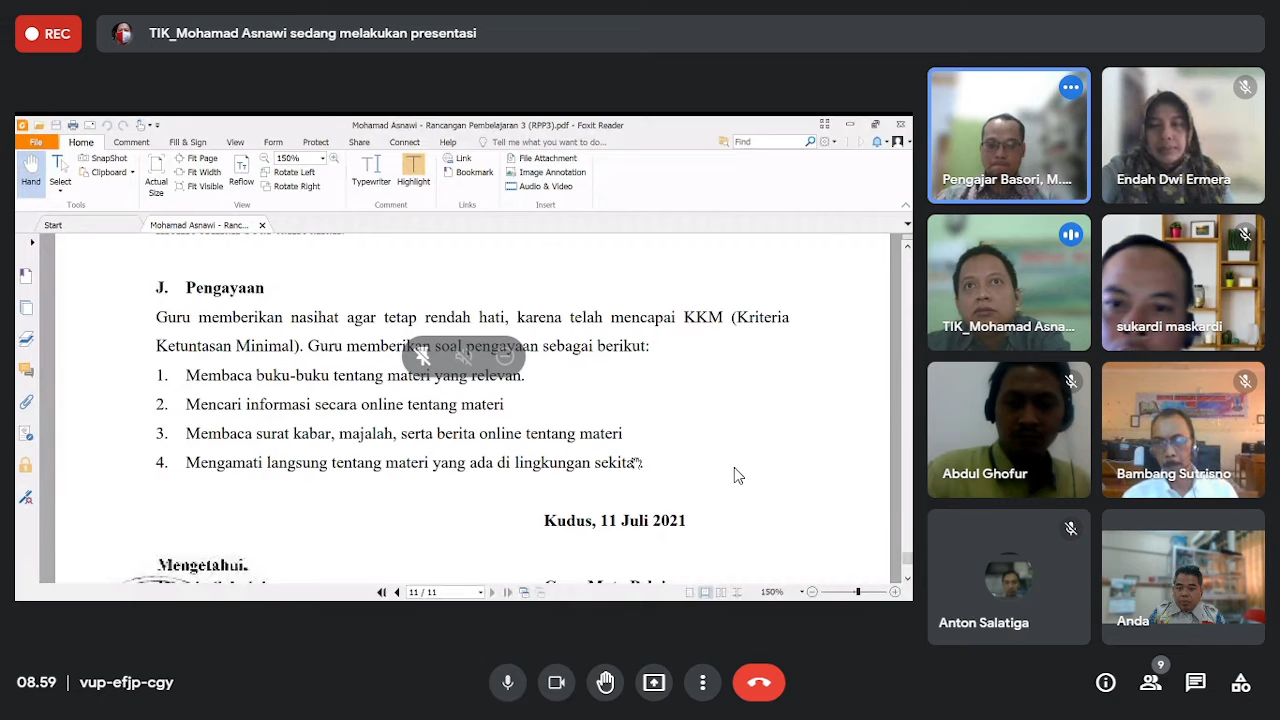 REC
TIK_Mohamad Asnawi sedang melakukan presentasi
Mohamad Asnawi - Rancangan Pembelajaran 3 (RPP3).pdf - Foxit Reader
File Home Comment Fill & Sign View Form Protect Share Connect Help Tell me what you want to do... Find
Hand
Select
SnapShot
Clipboard
Actual Size
Fit Page
Fit Width
Fit Visible
Reflow
150%
Rotate Left
Rotate Right
Typewriter
Highlight
Link
Bookmark
File Attachment
Image Annotation
Audio & Video
Tools View Comment Links Insert
Start Mohamad Asnawi - Ranc...
J. Pengayaan
Guru memberikan nasihat agar tetap rendah hati, karena telah mencapai KKM (Kriteria
Ketuntasan Minimal). Guru memberikan soal pengayaan sebagai berikut:
1. Membaca buku-buku tentang materi yang relevan.
2. Mencari informasi secara online tentang materi
3. Membaca surat kabar, majalah, serta berita online tentang materi
4. Mengamati langsung tentang materi yang ada di lingkungan
Kudus, 11 Juli 2021
Mengetahui,
11 / 11
150%
Pengajar Basori, M....
Endah Dwi Ermera
TIK_Mohamad Asna...
sukardi maskardi
Abdul Ghofur
Bambang Sutrisno
Anton Salatiga
Anda
08.59 | vup-efjp-cgy
9